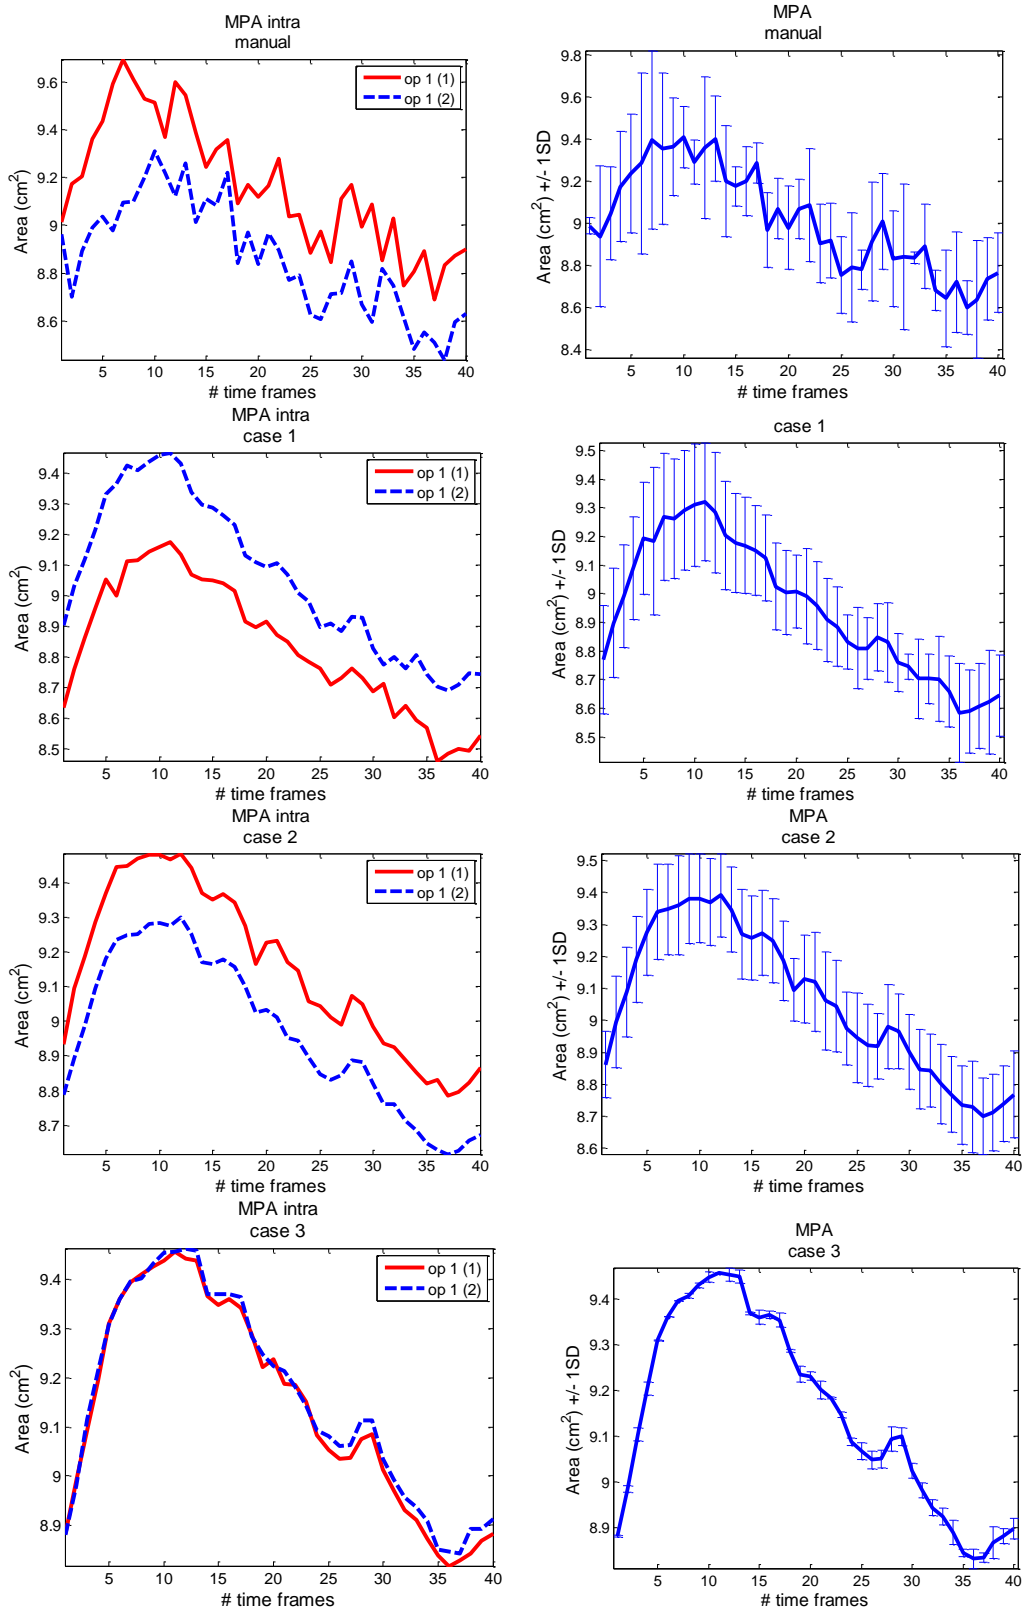 MPA intra
manual
9.6
9.4
9.2
9
8.8
8.6
Area (cm2)
op 1 (1)
op 1 (2)
5 10 15 20 25 30 35 40
# time frames
MPA
manual
9.8
9.6
9.4
9.2
9
8.8
8.6
8.4
Area (cm2) +/- 1SD
5 10 15 20 25 30 35 40
# time frames
MPA intra
case 1
9.4
9.3
9.2
9.1
9
8.9
8.8
8.7
8.6
8.5
Area (cm2)
op 1 (1)
op 1 (2)
5 10 15 20 25 30 35 40
# time frames
case 1
9.5
9.4
9.3
9.2
9.1
9
8.9
8.8
8.7
8.6
8.5
Area (cm2) +/- 1SD
5 10 15 20 25 30 35 40
# time frames
MPA intra
case 2
9.4
9.3
9.2
9.1
9
8.9
8.8
8.7
Area (cm2)
op 1 (1)
op 1 (2)
5 10 15 20 25 30 35 40
# time frames
MPA
case 2
9.5
9.4
9.3
9.2
9.1
9
8.9
8.8
8.7
8.6
Area (cm2) +/- 1SD
5 10 15 20 25 30 35 40
# time frames
MPA intra
case 3
9.4
9.3
9.2
9.1
9
8.9
Area (cm2)
op 1 (1)
op 1 (2)
5 10 15 20 25 30 35 40
# time frames
MPA
case 3
9.4
9.3
9.2
9.1
9
8.9
Area (cm2) +/- 1SD
5 10 15 20 25 30 35 40
# time frames